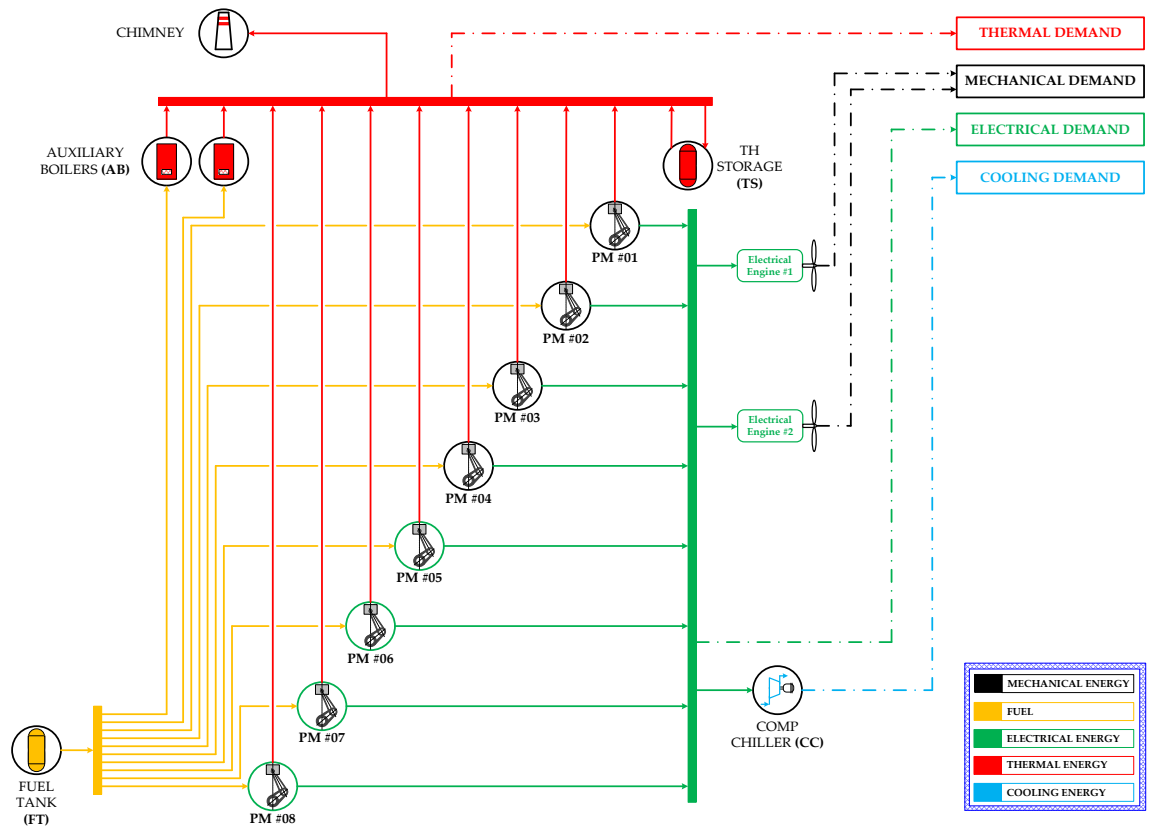 CHIMNEY
THERMAL DEMAND
MECHANICAL DEMAND
ELECTRICAL DEMAND
COOLING DEMAND
AUXILIARY
BOILERS (AB)
TH
STORAGE
(TS)
PM #01
Electrical
Engine #1
PM #02
PM #03
Electrical
Engine #2
PM #04
PM #05
PM #06
PM #07
COMP
CHILLER (CC)
PM #08
FUEL
TANK
(FT)
MECHANICAL ENERGY
FUEL
ELECTRICAL ENERGY
THERMAL ENERGY
COOLING ENERGY